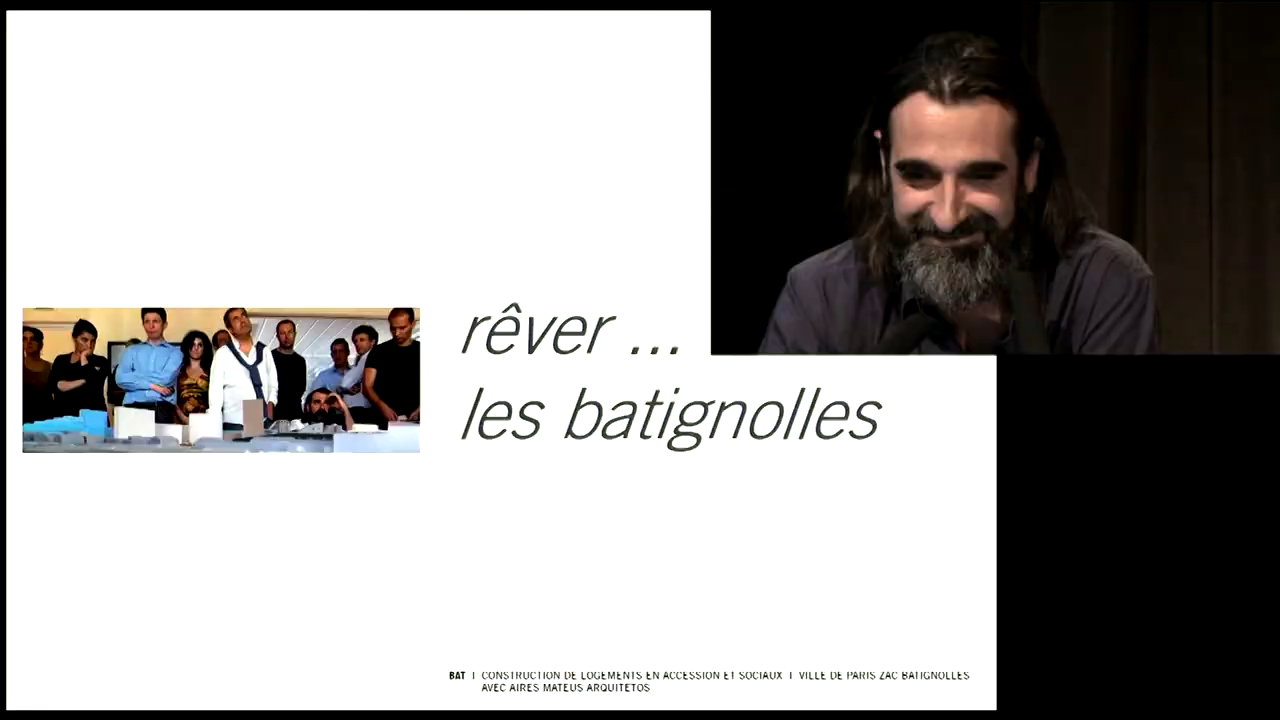 rêver ...
les batignolles
BAT | CONSTRUCTION DE LOGEMENTS EN ACCESSION ET SOCIAUX | VILLE DE PARIS ZAC BATIGNOLLES
AVEC AIRES MATEUS ARQUITETOS